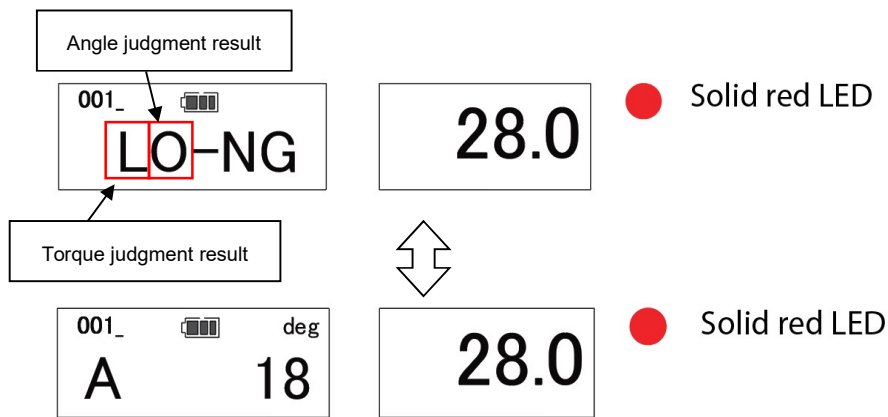 Angle judgment result
001_
LO-NG
28.0
Solid red LED
Torque judgment result
001_ deg
A 18
28.0
Solid red LED